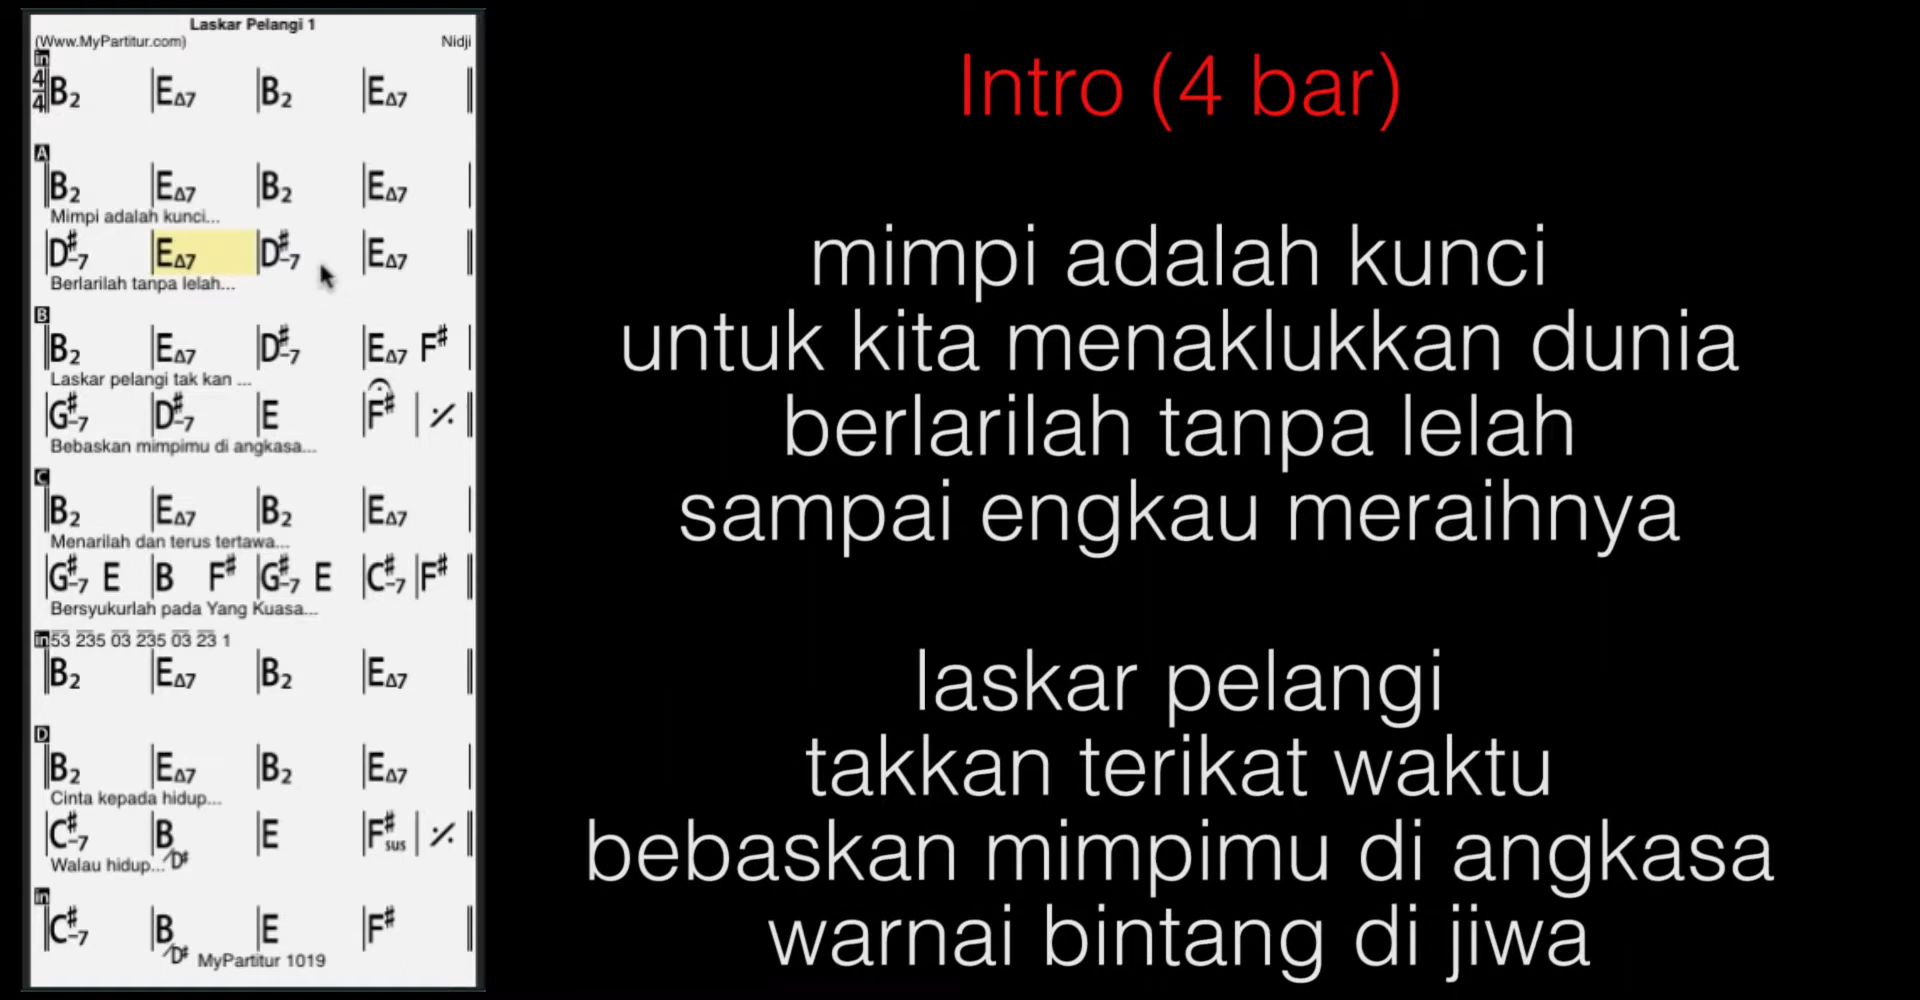 Laskar Pelangi 1
(Www.MyPartitur.com) Nidji
in
4/4 B2 |EΔ7 |B2 |EΔ7 ||
A
B2 |EΔ7 |B2 |EΔ7 |
Mimpi adalah kunci...
|D#-7 |EΔ7 |D#-7 |EΔ7 ||
Berlarilah tanpa lelah...
B
B2 |EΔ7 |D#-7 |EΔ7 F# |
Laskar pelangi tak kan ...
|G#-7 |D#-7 |E |F# | ٪ ||
Bebaskan mimpimu di angkasa...
C
B2 |EΔ7 |B2 |EΔ7 |
Menarilah dan terus tertawa...
|G#-7 E |B F# |G#-7 E |C#-7 |F# ||
Bersyukurlah pada Yang Kuasa...
in 53 235 03 235 03 23 1
B2 |EΔ7 |B2 |EΔ7 ||
D
B2 |EΔ7 |B2 |EΔ7 |
Cinta kepada hidup...
|C#-7 |B/D# |E |F#sus | ٪ ||
Walau hidup...
in
C#-7 |B/D# |E |F# ||
MyPartitur 1019
Intro (4 bar)
mimpi adalah kunci
untuk kita menaklukkan dunia
berlarilah tanpa lelah
sampai engkau meraihnya
laskar pelangi
takkan terikat waktu
bebaskan mimpimu di angkasa
warnai bintang di jiwa